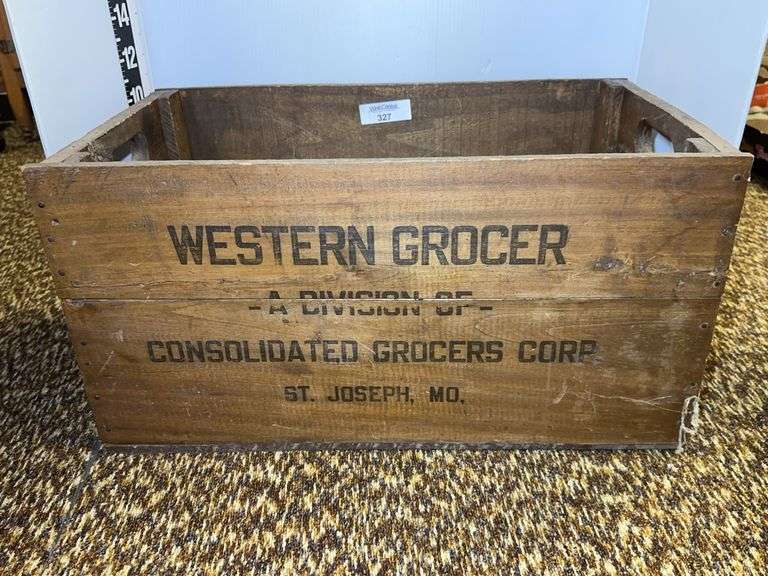 14
12
10
327
WESTERN GROCER
- A DIVISION OF -
CONSOLIDATED GROCERS CORP
ST. JOSEPH, MO.